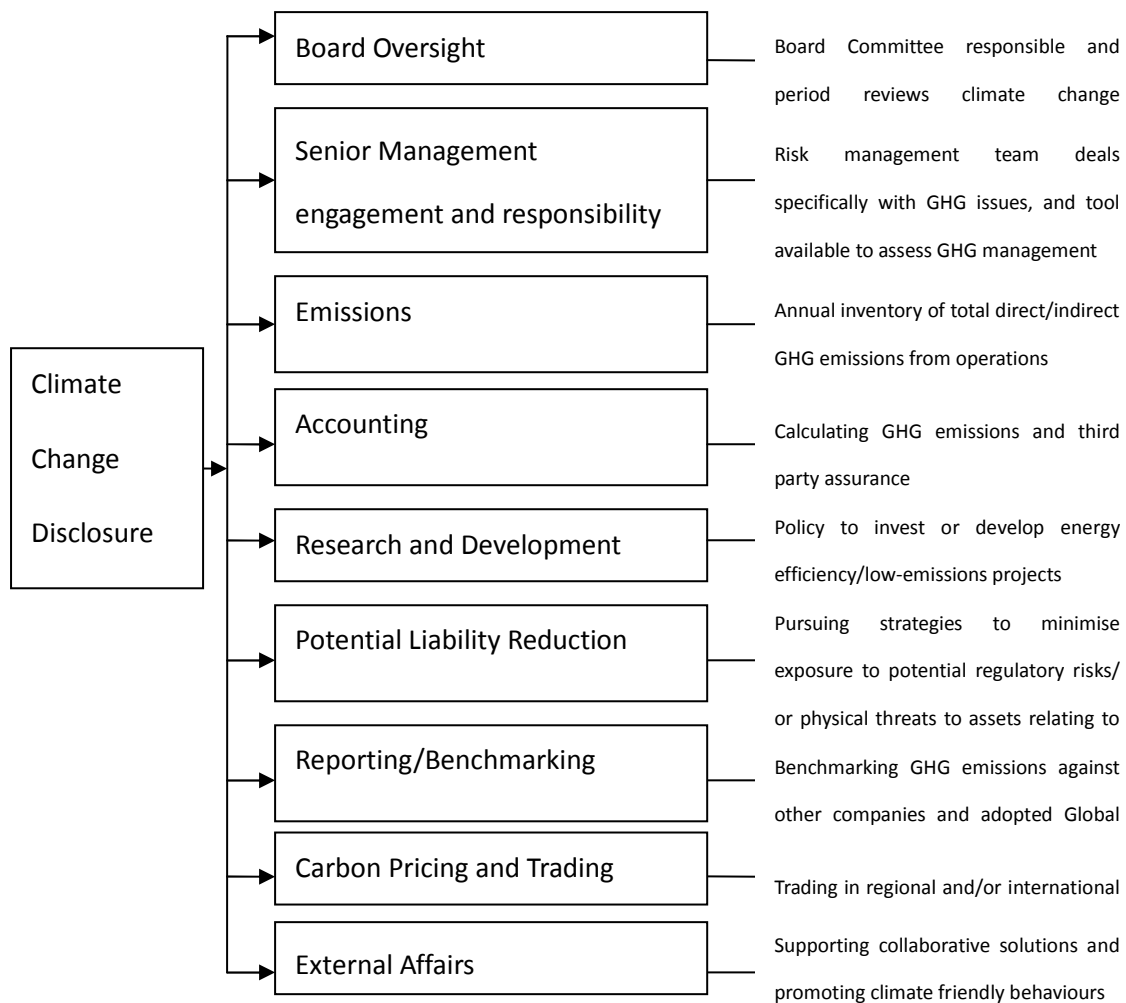 Climate
Change
Disclosure
Board Oversight
Board Committee responsible and
period reviews climate change
Senior Management
engagement and responsibility
Risk management team deals
specifically with GHG issues, and tool
available to assess GHG management
Emissions
Annual inventory of total direct/indirect
GHG emissions from operations
Accounting
Calculating GHG emissions and third
party assurance
Research and Development
Policy to invest or develop energy
efficiency/low-emissions projects
Potential Liability Reduction
Pursuing strategies to minimise
exposure to potential regulatory risks/
or physical threats to assets relating to
Reporting/Benchmarking
Benchmarking GHG emissions against
other companies and adopted Global
Carbon Pricing and Trading
Trading in regional and/or international
External Affairs
Supporting collaborative solutions and
promoting climate friendly behaviours